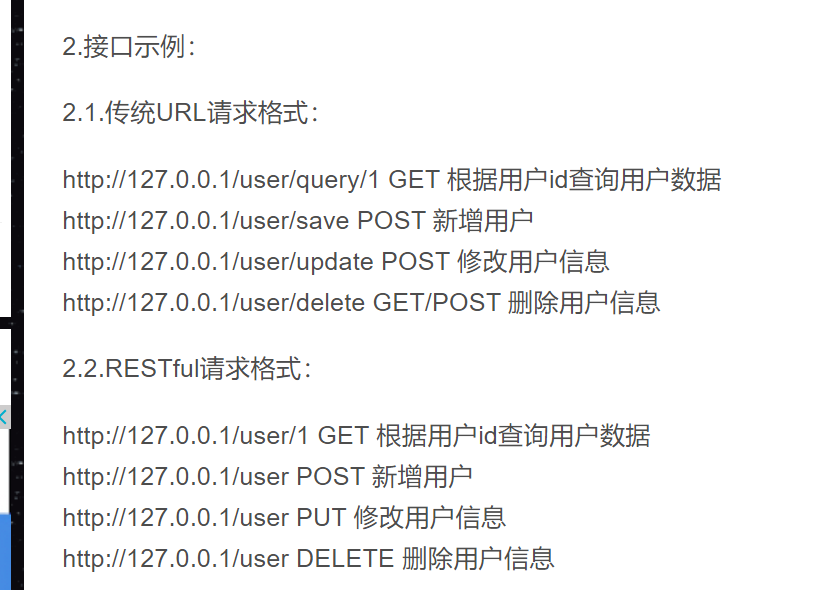 2.接口示例：
2.1.传统URL请求格式：
http://127.0.0.1/user/query/1 GET 根据用户id查询用户数据
http://127.0.0.1/user/save POST 新增用户
http://127.0.0.1/user/update POST 修改用户信息
http://127.0.0.1/user/delete GET/POST 删除用户信息
2.2.RESTful请求格式：
http://127.0.0.1/user/1 GET 根据用户id查询用户数据
http://127.0.0.1/user POST 新增用户
http://127.0.0.1/user PUT 修改用户信息
http://127.0.0.1/user DELETE 删除用户信息